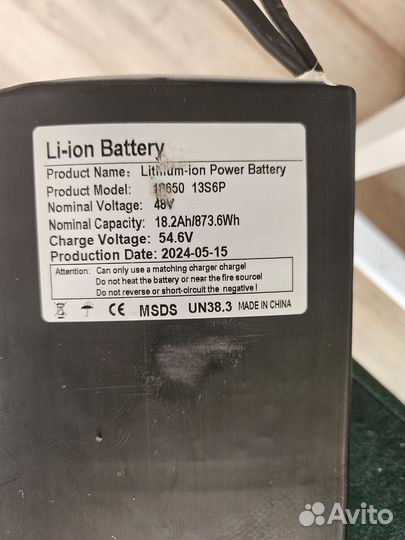 Li-ion Battery
Product Name: Lithium-ion Power Battery
Product Model: 18650 13S6P
Nominal Voltage: 48V
Nominal Capacity: 18.2Ah/873.6Wh
Charge Voltage: 54.6V
Production Date: 2024-05-15
Attention: Can only use a matching charger charge!
Do not heat the battery or near the fire source!
Do not reverse or short-circuit the negative !
CE MSDS UN38.3 MADE IN CHINA
Avito